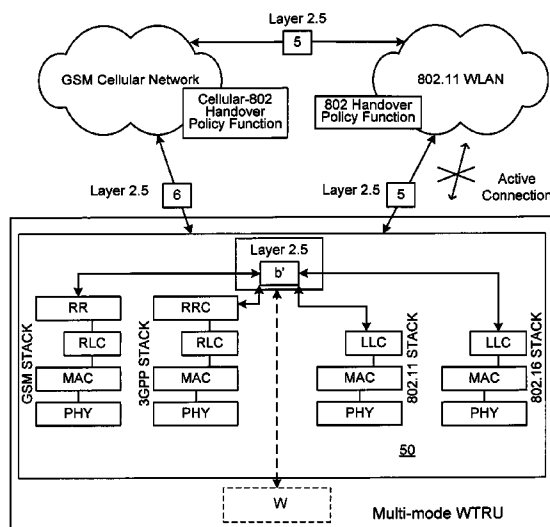 Layer 2.5
5
GSM Cellular Network
802.11 WLAN
Cellular-802
Handover
Policy Function
802 Handover
Policy Function
Layer 2.5
6
Layer 2.5
5
Active
Connection
Layer 2.5
b'
GSM STACK
RR
RLC
MAC
PHY
3GPP STACK
RRC
RLC
MAC
PHY
LLC
MAC
PHY
802.11 STACK
LLC
MAC
PHY
802.16 STACK
50
W
Multi-mode WTRU